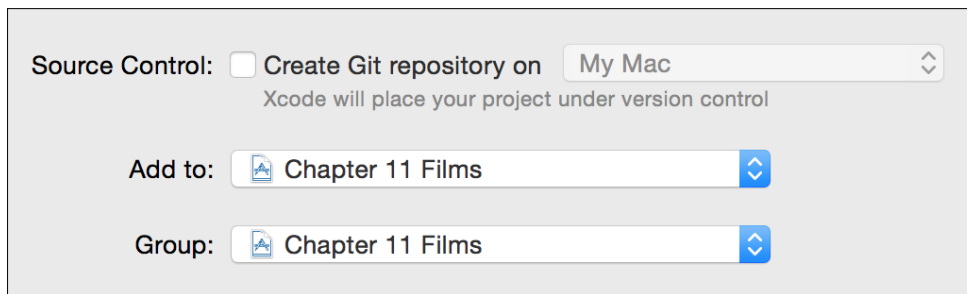 Source Control: Create Git repository on My Mac
Xcode will place your project under version control
Add to: Chapter 11 Films
Group: Chapter 11 Films